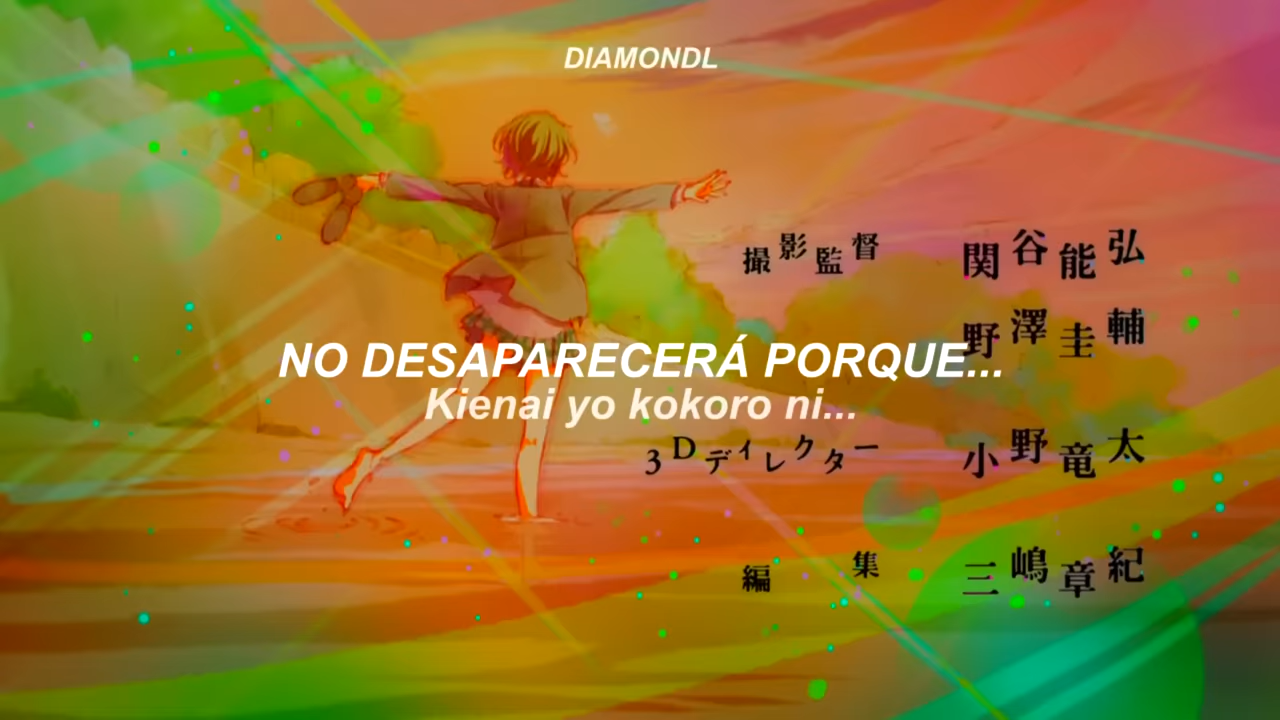 DIAMONDL
撮影監督 関谷能弘
野澤圭輔
NO DESAPARECERÁ PORQUE...
Kienai yo kokoro ni...
3Dディレクター 小野竜太
編集 三嶋章紀